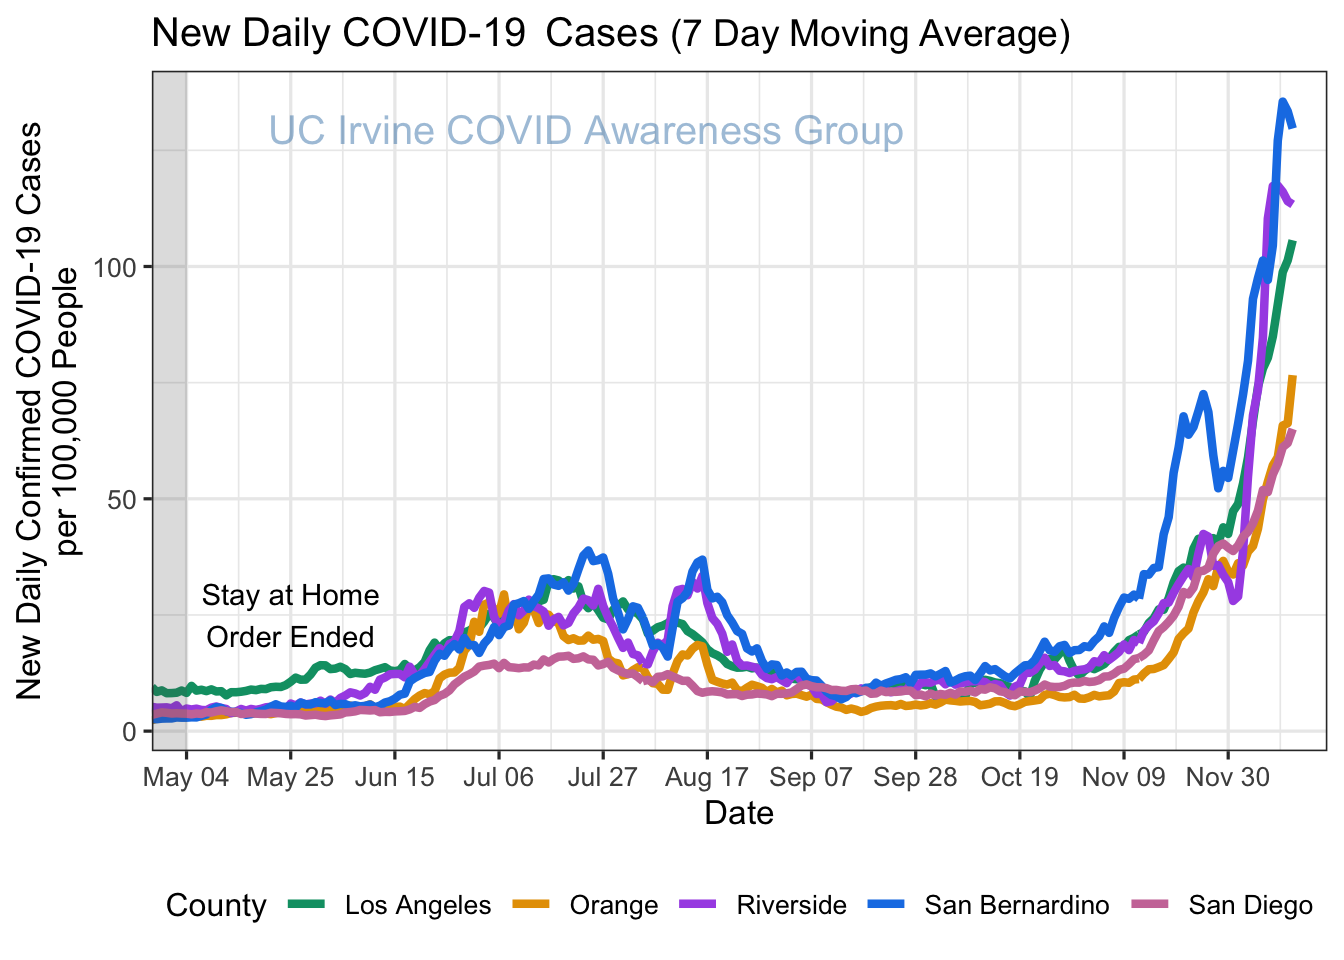 New Daily COVID-19  Cases (7 Day Moving Average)
UC Irvine COVID Awareness Group
New Daily Confirmed COVID-19 Cases
per 100,000 People
100
50
0
Stay at Home
Order Ended
May 04 May 25 Jun 15 Jul 06 Jul 27 Aug 17 Sep 07 Sep 28 Oct 19 Nov 09 Nov 30
Date
County Los Angeles Orange Riverside San Bernardino San Diego